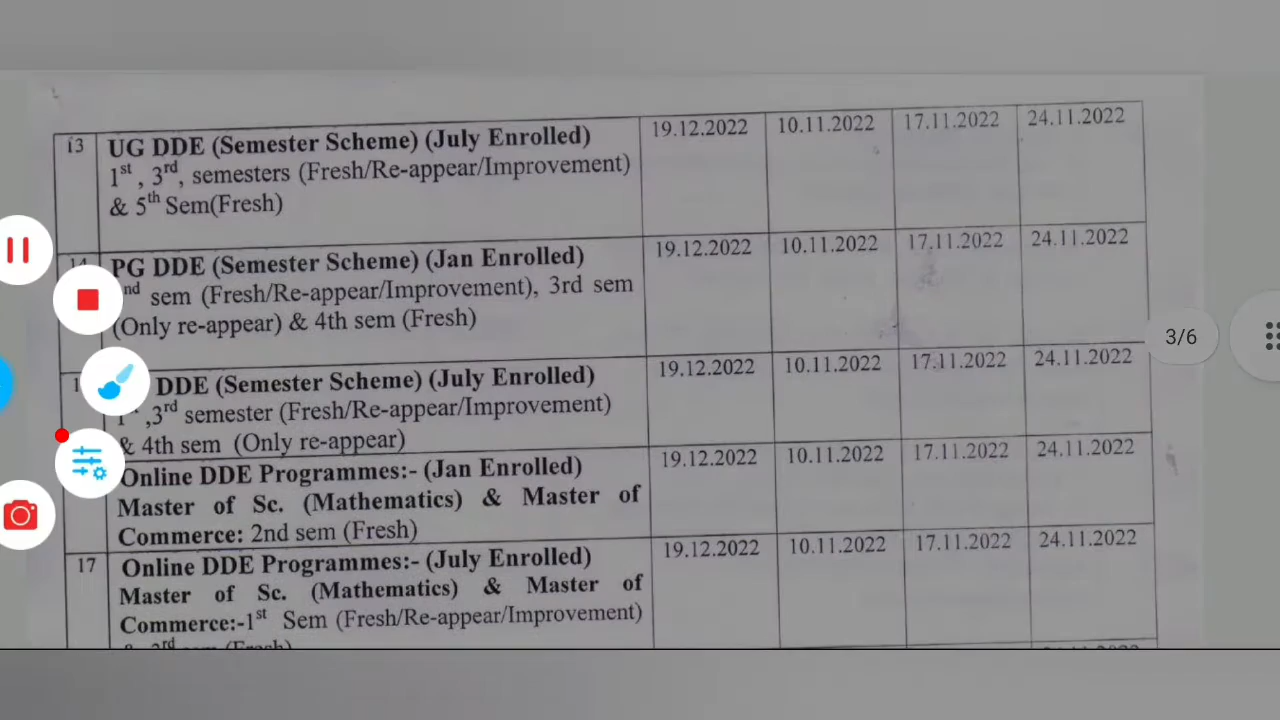 13 UG DDE (Semester Scheme) (July Enrolled) 19.12.2022 10.11.2022 17.11.2022 24.11.2022
1st , 3rd, semesters (Fresh/Re-appear/Improvement)
& 5th Sem(Fresh)
PG DDE (Semester Scheme) (Jan Enrolled) 19.12.2022 10.11.2022 17.11.2022 24.11.2022
nd sem (Fresh/Re-appear/Improvement), 3rd sem
(Only re-appear) & 4th sem (Fresh)
DDE (Semester Scheme) (July Enrolled) 19.12.2022 10.11.2022 17.11.2022 24.11.2022
,3rd semester (Fresh/Re-appear/Improvement)
& 4th sem (Only re-appear)
Online DDE Programmes:- (Jan Enrolled) 19.12.2022 10.11.2022 17.11.2022 24.11.2022
Master of Sc. (Mathematics) & Master of
Commerce: 2nd sem (Fresh)
17 Online DDE Programmes:- (July Enrolled) 19.12.2022 10.11.2022 17.11.2022 24.11.2022
Master of Sc. (Mathematics) & Master of
Commerce:-1st Sem (Fresh/Re-appear/Improvement)
3/6